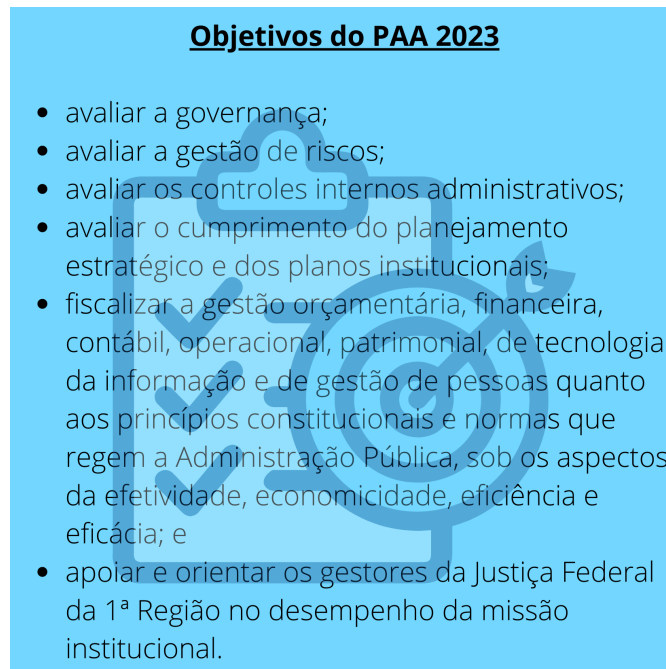 Objetivos do PAA 2023
• avaliar a governança;
• avaliar a gestão de riscos;
• avaliar os controles internos administrativos;
• avaliar o cumprimento do planejamento
estratégico e dos planos institucionais;
• fiscalizar a gestão orçamentária, financeira,
contábil, operacional, patrimonial, de tecnologia
da informação e de gestão de pessoas quanto
aos princípios constitucionais e normas que
regem a Administração Pública, sob os aspectos
da efetividade, economicidade, eficiência e
eficácia; e
• apoiar e orientar os gestores da Justiça Federal
da 1ª Região no desempenho da missão
institucional.